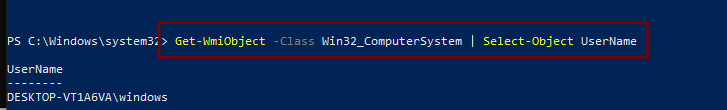 PS C:\Windows\system32> Get-WmiObject -Class Win32_ComputerSystem | Select-Object UserName
UserName
--------
DESKTOP-VT1A6VA\windows